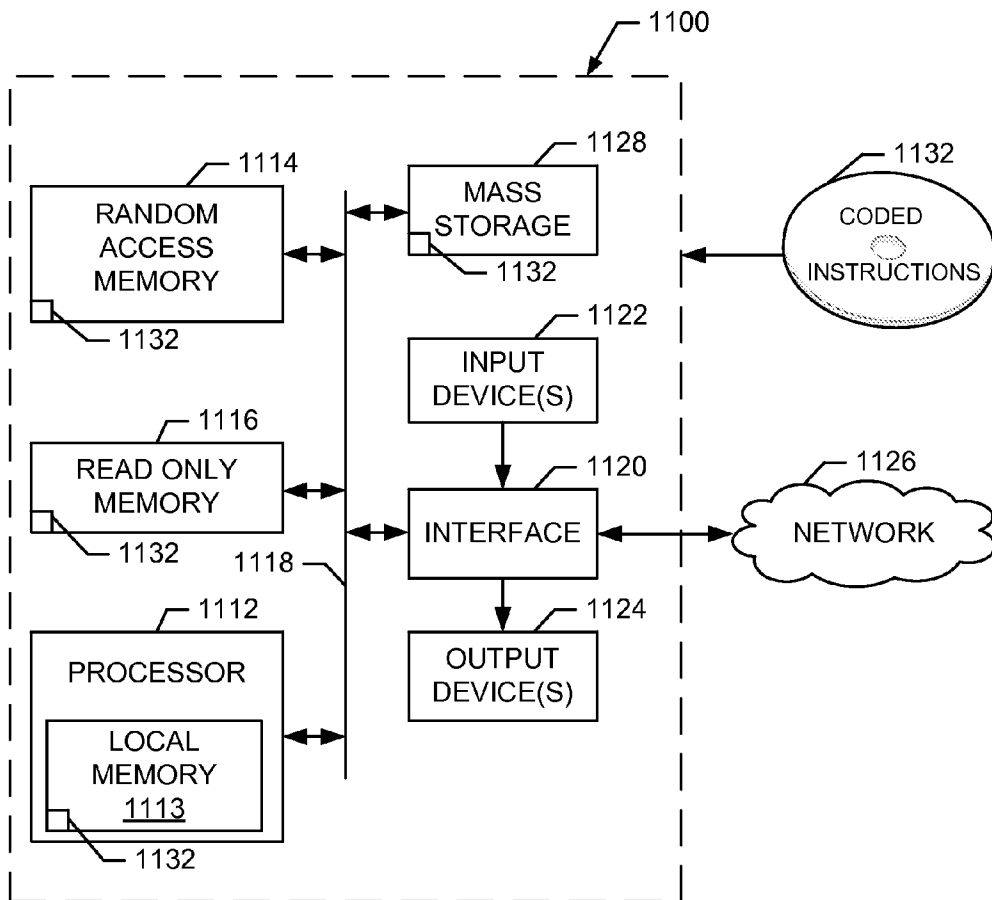 1100
1114
RANDOM
ACCESS
MEMORY
1132
1128
MASS
STORAGE
1132
1132
CODED
INSTRUCTIONS
1122
INPUT
DEVICE(S)
1116
READ ONLY
MEMORY
1132
1120
INTERFACE
1126
NETWORK
1118
1112
PROCESSOR
LOCAL
MEMORY
1113
1132
1124
OUTPUT
DEVICE(S)